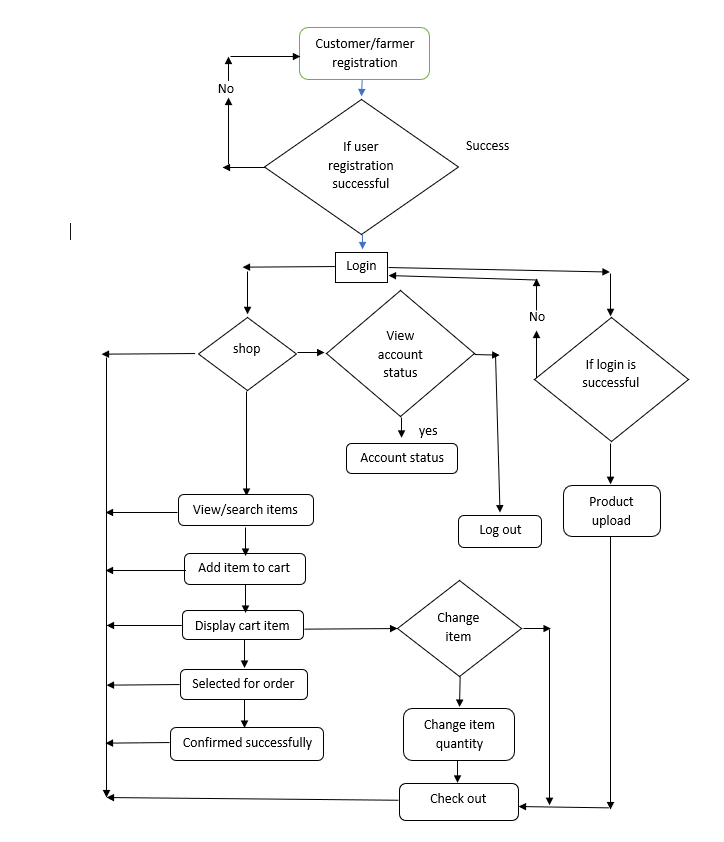 Customer/farmer
registration
No
If user
registration
successful
Success
Login
No
shop
View
account
status
If login is
successful
yes
Account status
View/search items
Product
upload
Log out
Add item to cart
Display cart item
Change
item
Selected for order
Change item
quantity
Confirmed successfully
Check out